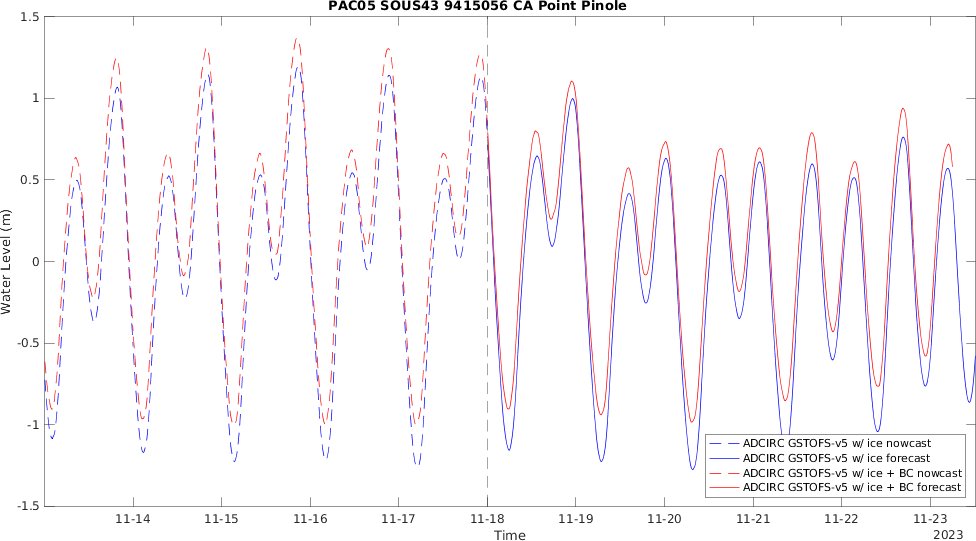 PAC05 SOUS43 9415056 CA Point Pinole
1.5
1
0.5
0
-0.5
-1
-1.5
Water Level (m)
ADCIRC GSTOFS-v5 w/ ice nowcast
ADCIRC GSTOFS-v5 w/ ice forecast
ADCIRC GSTOFS-v5 w/ ice + BC nowcast
ADCIRC GSTOFS-v5 w/ ice + BC forecast
11-14 11-15 11-16 11-17 11-18 11-19 11-20 11-21 11-22 11-23
Time
2023